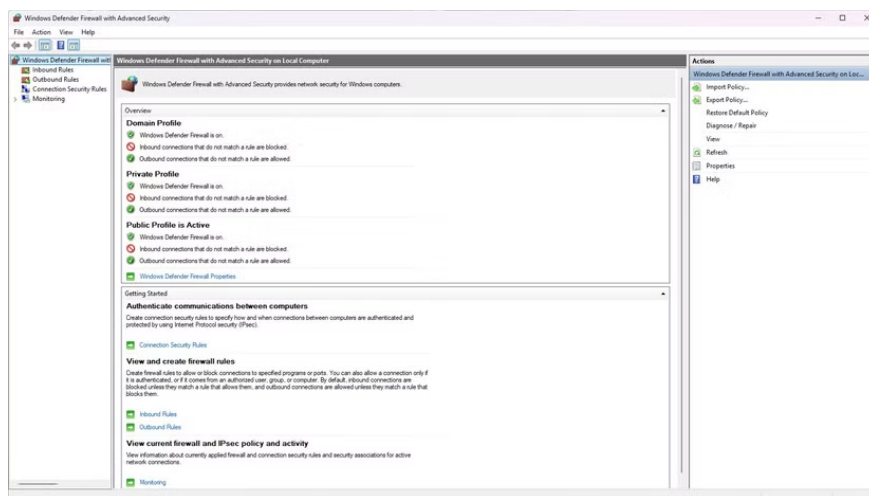 Windows Defender Firewall with Advanced Security
File Action View Help
Windows Defender Firewall witl
Inbound Rules
Outbound Rules
Connection Security Rules
Monitoring
Windows Defender Firewall with Advanced Security on Local Computer
Windows Defender Firewall with Advanced Security provides network security for Windows computers.
Overview
Domain Profile
Windows Defender Firewall is on.
Inbound connections that do not match a rule are blocked.
Outbound connections that do not match a rule are allowed.
Private Profile
Windows Defender Firewall is on.
Inbound connections that do not match a rule are blocked.
Outbound connections that do not match a rule are allowed.
Public Profile is Active
Windows Defender Firewall is on.
Inbound connections that do not match a rule are blocked.
Outbound connections that do not match a rule are allowed.
Windows Defender Firewall Properties
Getting Started
Authenticate communications between computers
Create connection security rules to specify how and when connections between computers are authenticated and
protected by using Internet Protocol security (IPsec).
Connection Security Rules
View and create firewall rules
Create firewall rules to allow or block connections to specified programs or ports. You can also allow a connection only if
it is authenticated, or if it comes from an authorized user, group, or computer. By default, inbound connections are
blocked unless they match a rule that allows them, and outbound connections are allowed unless they match a rule that
blocks them.
Inbound Rules
Outbound Rules
View current firewall and IPsec policy and activity
View information about currently applied firewall and connection security rules and security associations for active
network connections.
Monitoring
Actions
Windows Defender Firewall with Advanced Security on Loc...
Import Policy...
Export Policy...
Restore Default Policy
Diagnose / Repair
View
Refresh
Properties
Help